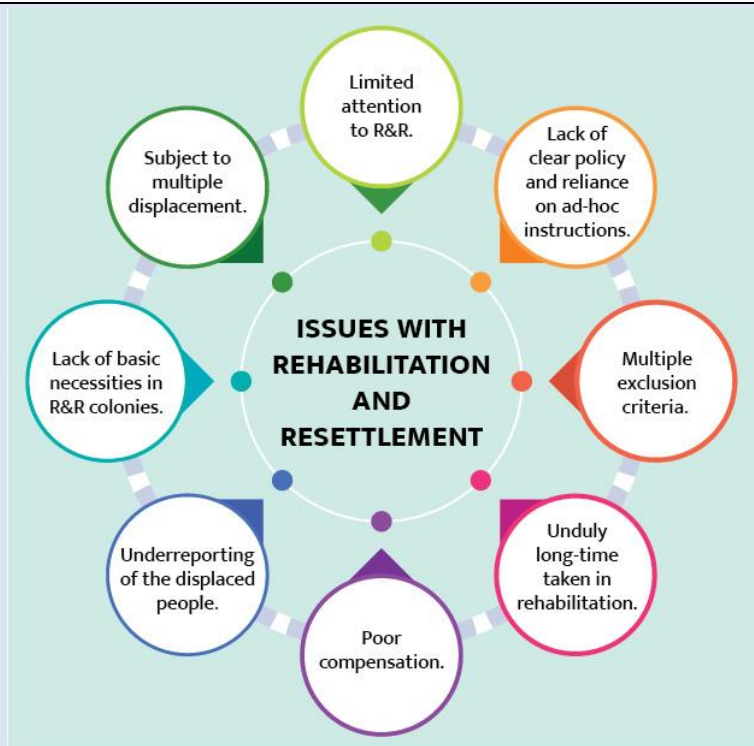 Limited
attention
to R&R.
Lack of
clear policy
and reliance
on ad-hoc
instructions.
Multiple
exclusion
criteria.
Unduly
long-time
taken in
rehabilitation.
Poor
compensation.
Underreporting
of the displaced
people.
Lack of basic
necessities in
R&R colonies.
Subject to
multiple
displacement.
ISSUES WITH
REHABILITATION
AND
RESETTLEMENT